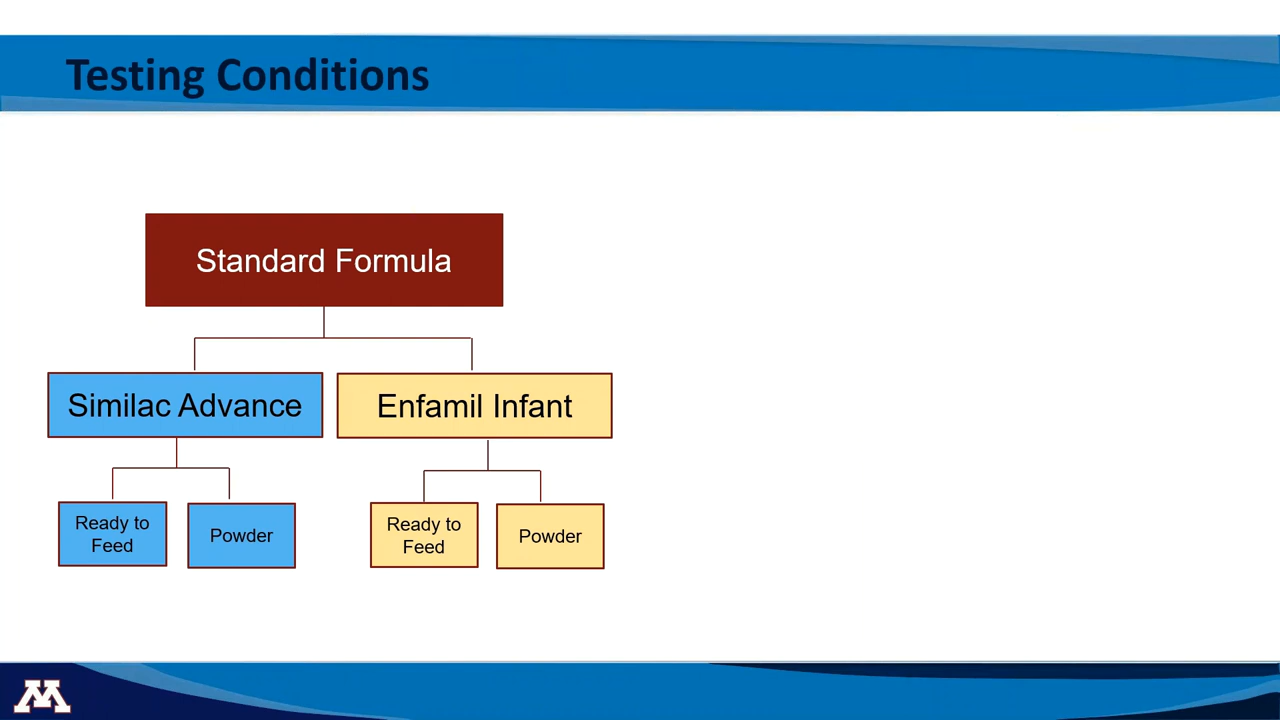 Testing Conditions
Standard Formula
Similac Advance
Enfamil Infant
Ready to
Feed
Powder
Ready to
Feed
Powder
M